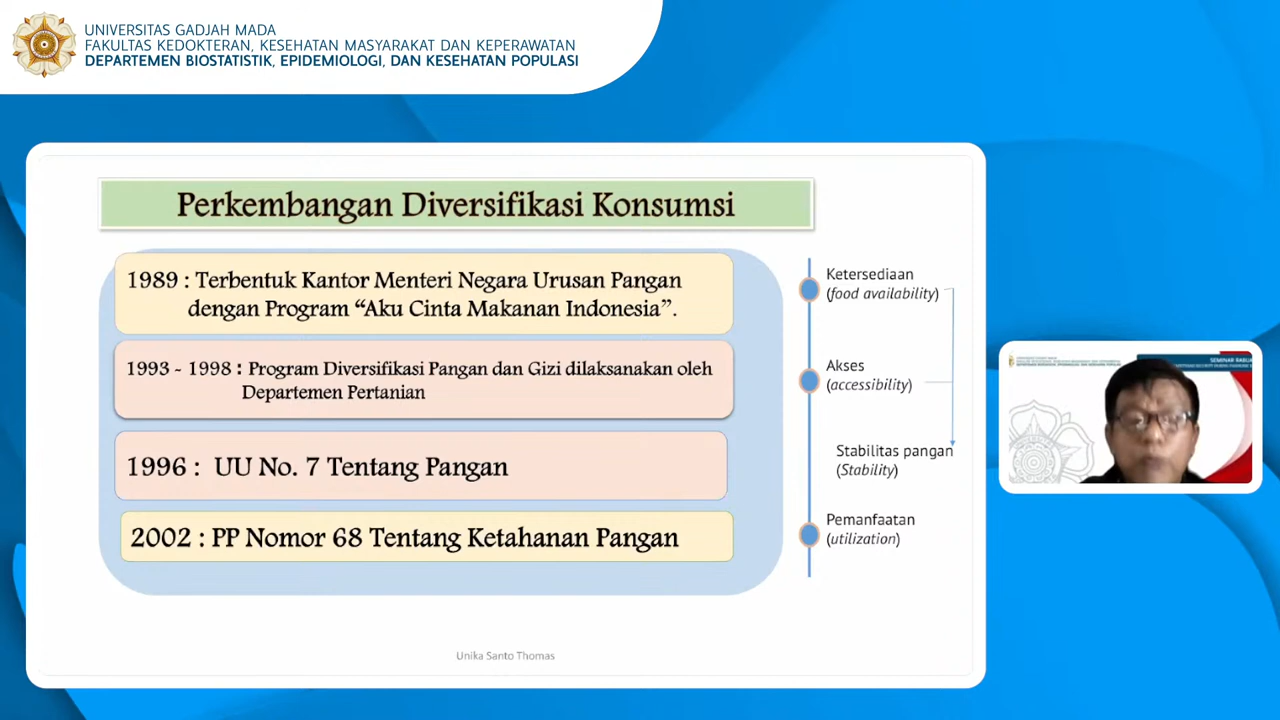 UNIVERSITAS GADJAH MADA
FAKULTAS KEDOKTERAN, KESEHATAN MASYARAKAT DAN KEPERAWATAN
DEPARTEMEN BIOSTATISTIK, EPIDEMIOLOGI, DAN KESEHATAN POPULASI
Perkembangan Diversifikasi Konsumsi
1989 : Terbentuk Kantor Menteri Negara Urusan Pangan
dengan Program “Aku Cinta Makanan Indonesia”.
1993 - 1998 : Program Diversifikasi Pangan dan Gizi dilaksanakan oleh
Departemen Pertanian
1996 : UU No. 7 Tentang Pangan
2002 : PP Nomor 68 Tentang Ketahanan Pangan
Ketersediaan
(food availability)
Akses
(accessibility)
Stabilitas pangan
(Stability)
Pemanfaatan
(utilization)
Unika Santo Thomas